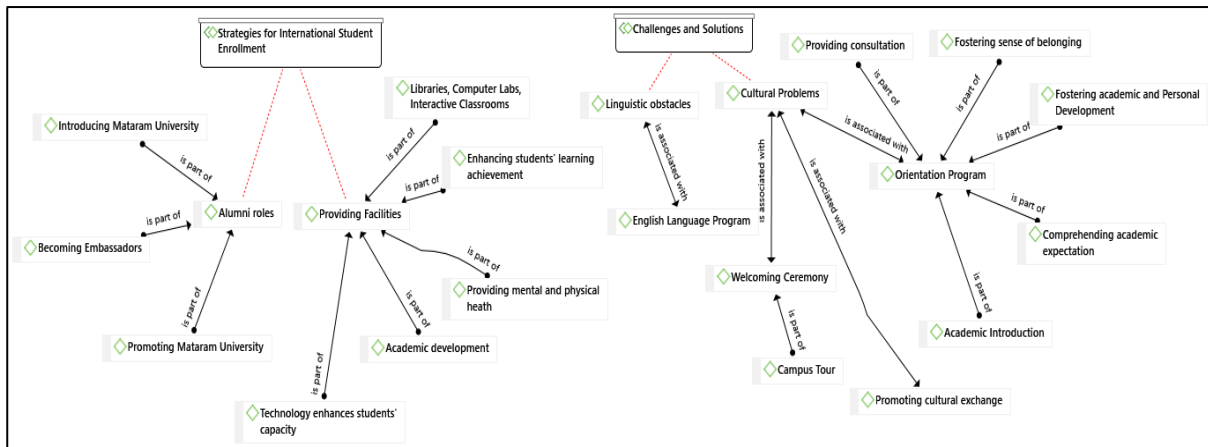 Strategies for International Student
Enrollment
Libraries, Computer Labs,
Interactive Classrooms
Introducing Mataram University
is part of
is part of
Enhancing students' learning
achievement
is part of
is part of
Alumni roles
Providing Facilities
Becoming Embassadors
is part of
is part of
Providing mental and physical
heath
is part of
is part of
Promoting Mataram University
Academic development
is part of
Technology enhances students'
capacity
Challenges and Solutions
Providing consultation
Fostering sense of belonging
is part of
is part of
Linguistic obstacles
Cultural Problems
Fostering academic and Personal
Development
is part of
is associated with
is associated with
Orientation Program
English Language Program
is associated with
is associated with
is part of
Comprehending academic
expectation
Welcoming Ceremony
is part of
is part of
Academic Introduction
Campus Tour
Promoting cultural exchange